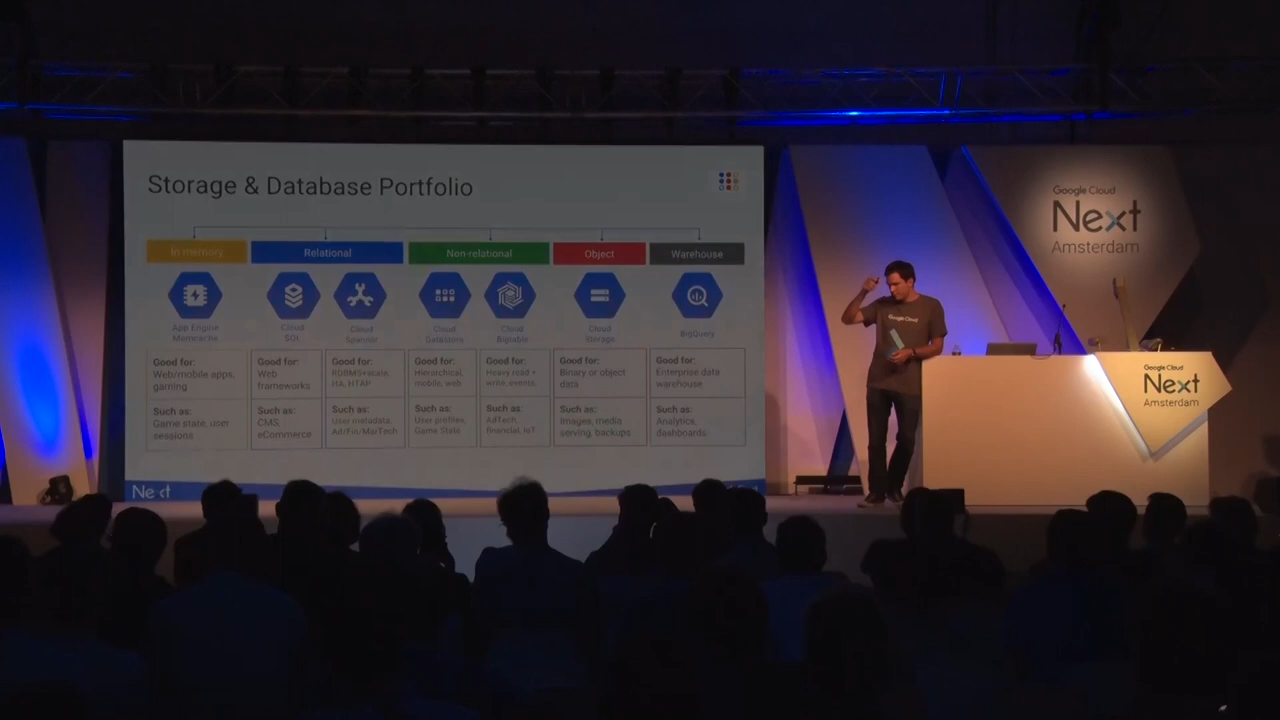 Storage & Database Portfolio
In memory
Relational
Non-relational
Object
Warehouse
App Engine
Memcache
Cloud
SQL
Cloud
Spanner
Cloud
Datastore
Cloud
Bigtable
Cloud
Storage
BigQuery
Good for:
Web/mobile apps,
gaming
Good for:
Web
frameworks
Good for:
RDBMS+scale,
HA, HTAP
Good for:
Hierarchical,
mobile, web
Good for:
Heavy read +
write, events,
Good for:
Binary or object
data
Good for:
Enterprise data
warehouse
Such as:
Game state, user
sessions
Such as:
CMS,
eCommerce
Such as:
User metadata,
Ad/Fin/MarTech
Such as:
User profiles,
Game State
Such as:
AdTech,
financial, IoT
Such as:
Images, media
serving, backups
Such as:
Analytics,
dashboards
Next
Google Cloud
Next
Amsterdam
Google Cloud
Google Cloud
Next
Amsterdam